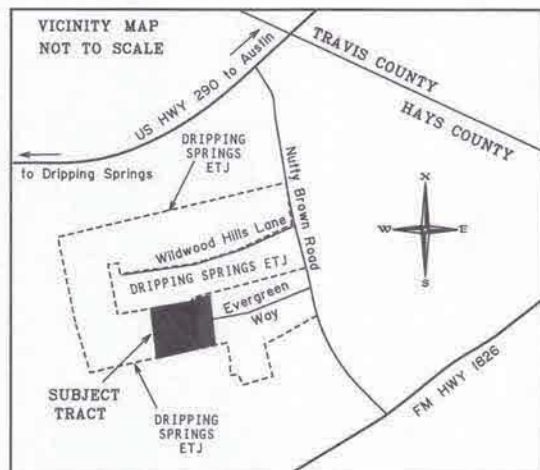 VICINITY MAP
NOT TO SCALE
US HWY 290 to Austin
TRAVIS COUNTY
HAYS COUNTY
to Dripping Springs
DRIPPING
SPRINGS
ETJ
Nutty Brown Road
N
W E
S
Wildwood Hills Lane
DRIPPING SPRINGS ETJ
Evergreen
Way
SUBJECT
TRACT
DRIPPING
SPRINGS
ETJ
FM HWY 1826